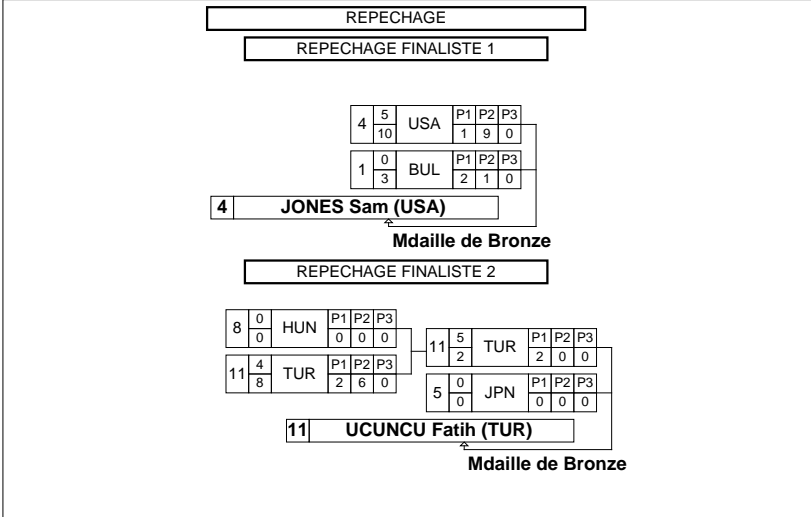 REPECHAGE
REPECHAGE FINALISTE 1
4 5 USA P1 P2 P3
10 1 9 0
1 0 BUL P1 P2 P3
3 2 1 0
4 JONES Sam (USA)
Mdaille de Bronze
REPECHAGE FINALISTE 2
8 0 HUN P1 P2 P3
0 0 0 0
11 4 TUR P1 P2 P3
8 2 6 0
11 5 TUR P1 P2 P3
2 2 0 0
5 0 JPN P1 P2 P3
0 0 0 0
11 UCUNCU Fatih (TUR)
Mdaille de Bronze